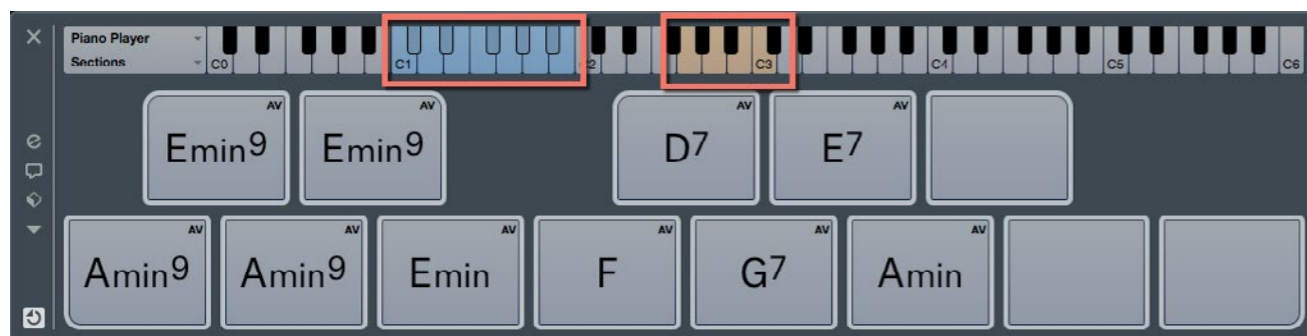 Piano Player
Sections
C0 C1 C2 C3 C4 C5 C6
AV AV AV AV
Emin9 Emin9 D7 E7
AV AV AV AV AV AV
Amin9 Amin9 Emin F G7 Amin